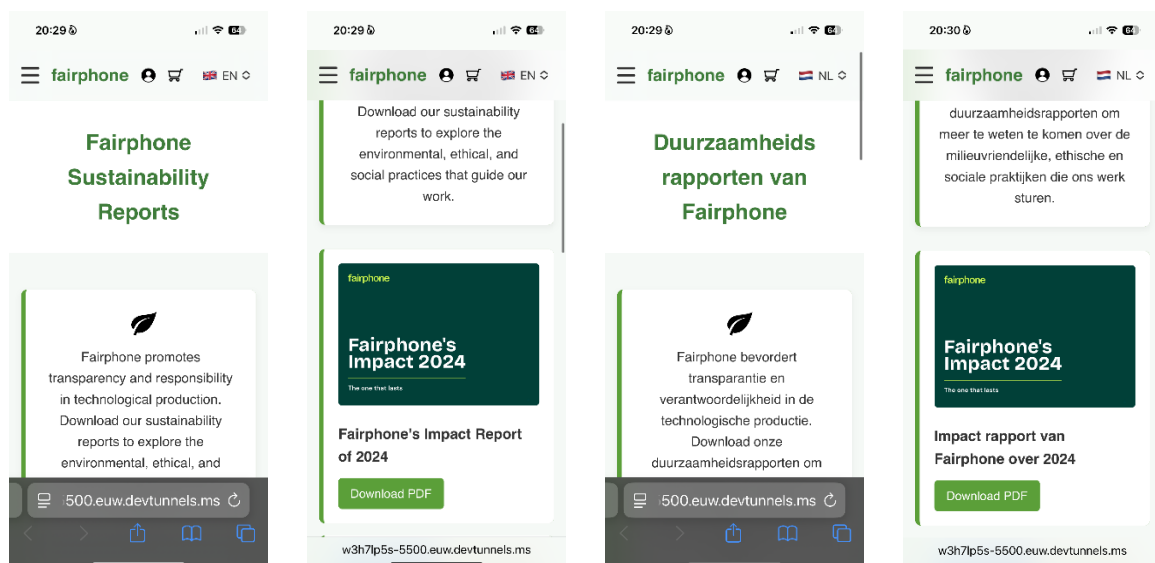 20:29
64
fairphone
EN
Fairphone
Sustainability
Reports
Fairphone promotes
transparency and responsibility
in technological production.
Download our sustainability
reports to explore the
environmental, ethical, and
500.euw.devtunnels.ms
20:29
64
fairphone
EN
Download our sustainability
reports to explore the
environmental, ethical, and
social practices that guide our
work.
fairphone
Fairphone's
Impact 2024
The one that lasts
Fairphone's Impact Report
of 2024
Download PDF
w3h7lp5s-5500.euw.devtunnels.ms
20:29
64
fairphone
NL
Duurzaamheids
rapporten van
Fairphone
Fairphone bevordert
transparantie en
verantwoordelijkheid in de
technologische productie.
Download onze
duurzaamheidsrapporten om
500.euw.devtunnels.ms
20:30
64
fairphone
NL
duurzaamheidsrapporten om
meer te weten te komen over de
milieuvriendelijke, ethische en
sociale praktijken die ons werk
sturen.
fairphone
Fairphone's
Impact 2024
The one that lasts
Impact rapport van
Fairphone over 2024
Download PDF
w3h7lp5s-5500.euw.devtunnels.ms